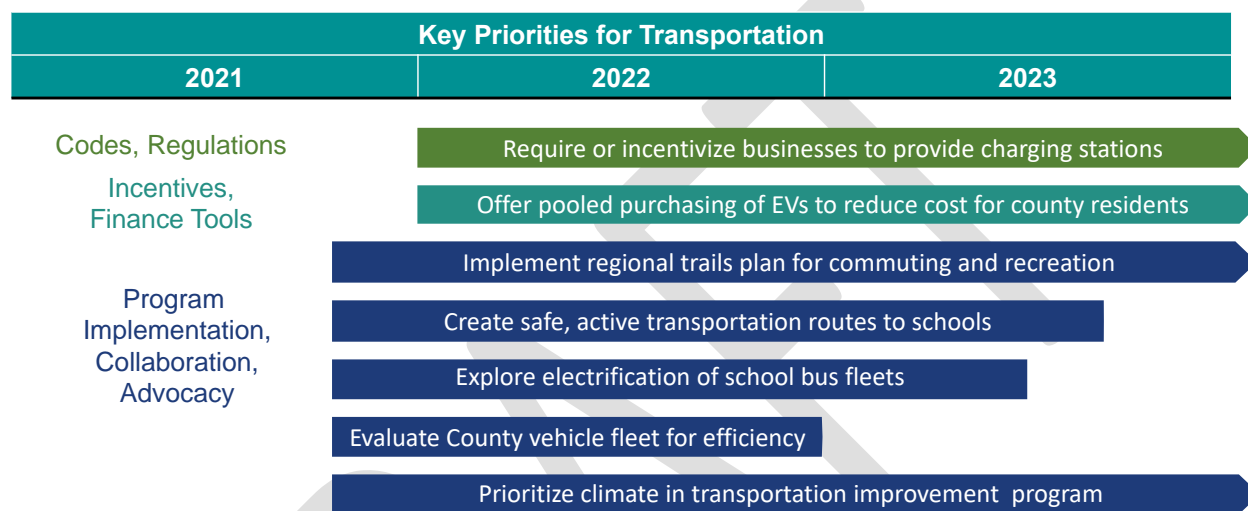 Key Priorities for Transportation
2021 2022 2023
Codes, Regulations
Require or incentivize businesses to provide charging stations
Incentives,
Finance Tools
Offer pooled purchasing of EVs to reduce cost for county residents
Implement regional trails plan for commuting and recreation
Program
Implementation,
Collaboration,
Advocacy
Create safe, active transportation routes to schools
Explore electrification of school bus fleets
Evaluate County vehicle fleet for efficiency
Prioritize climate in transportation improvement program